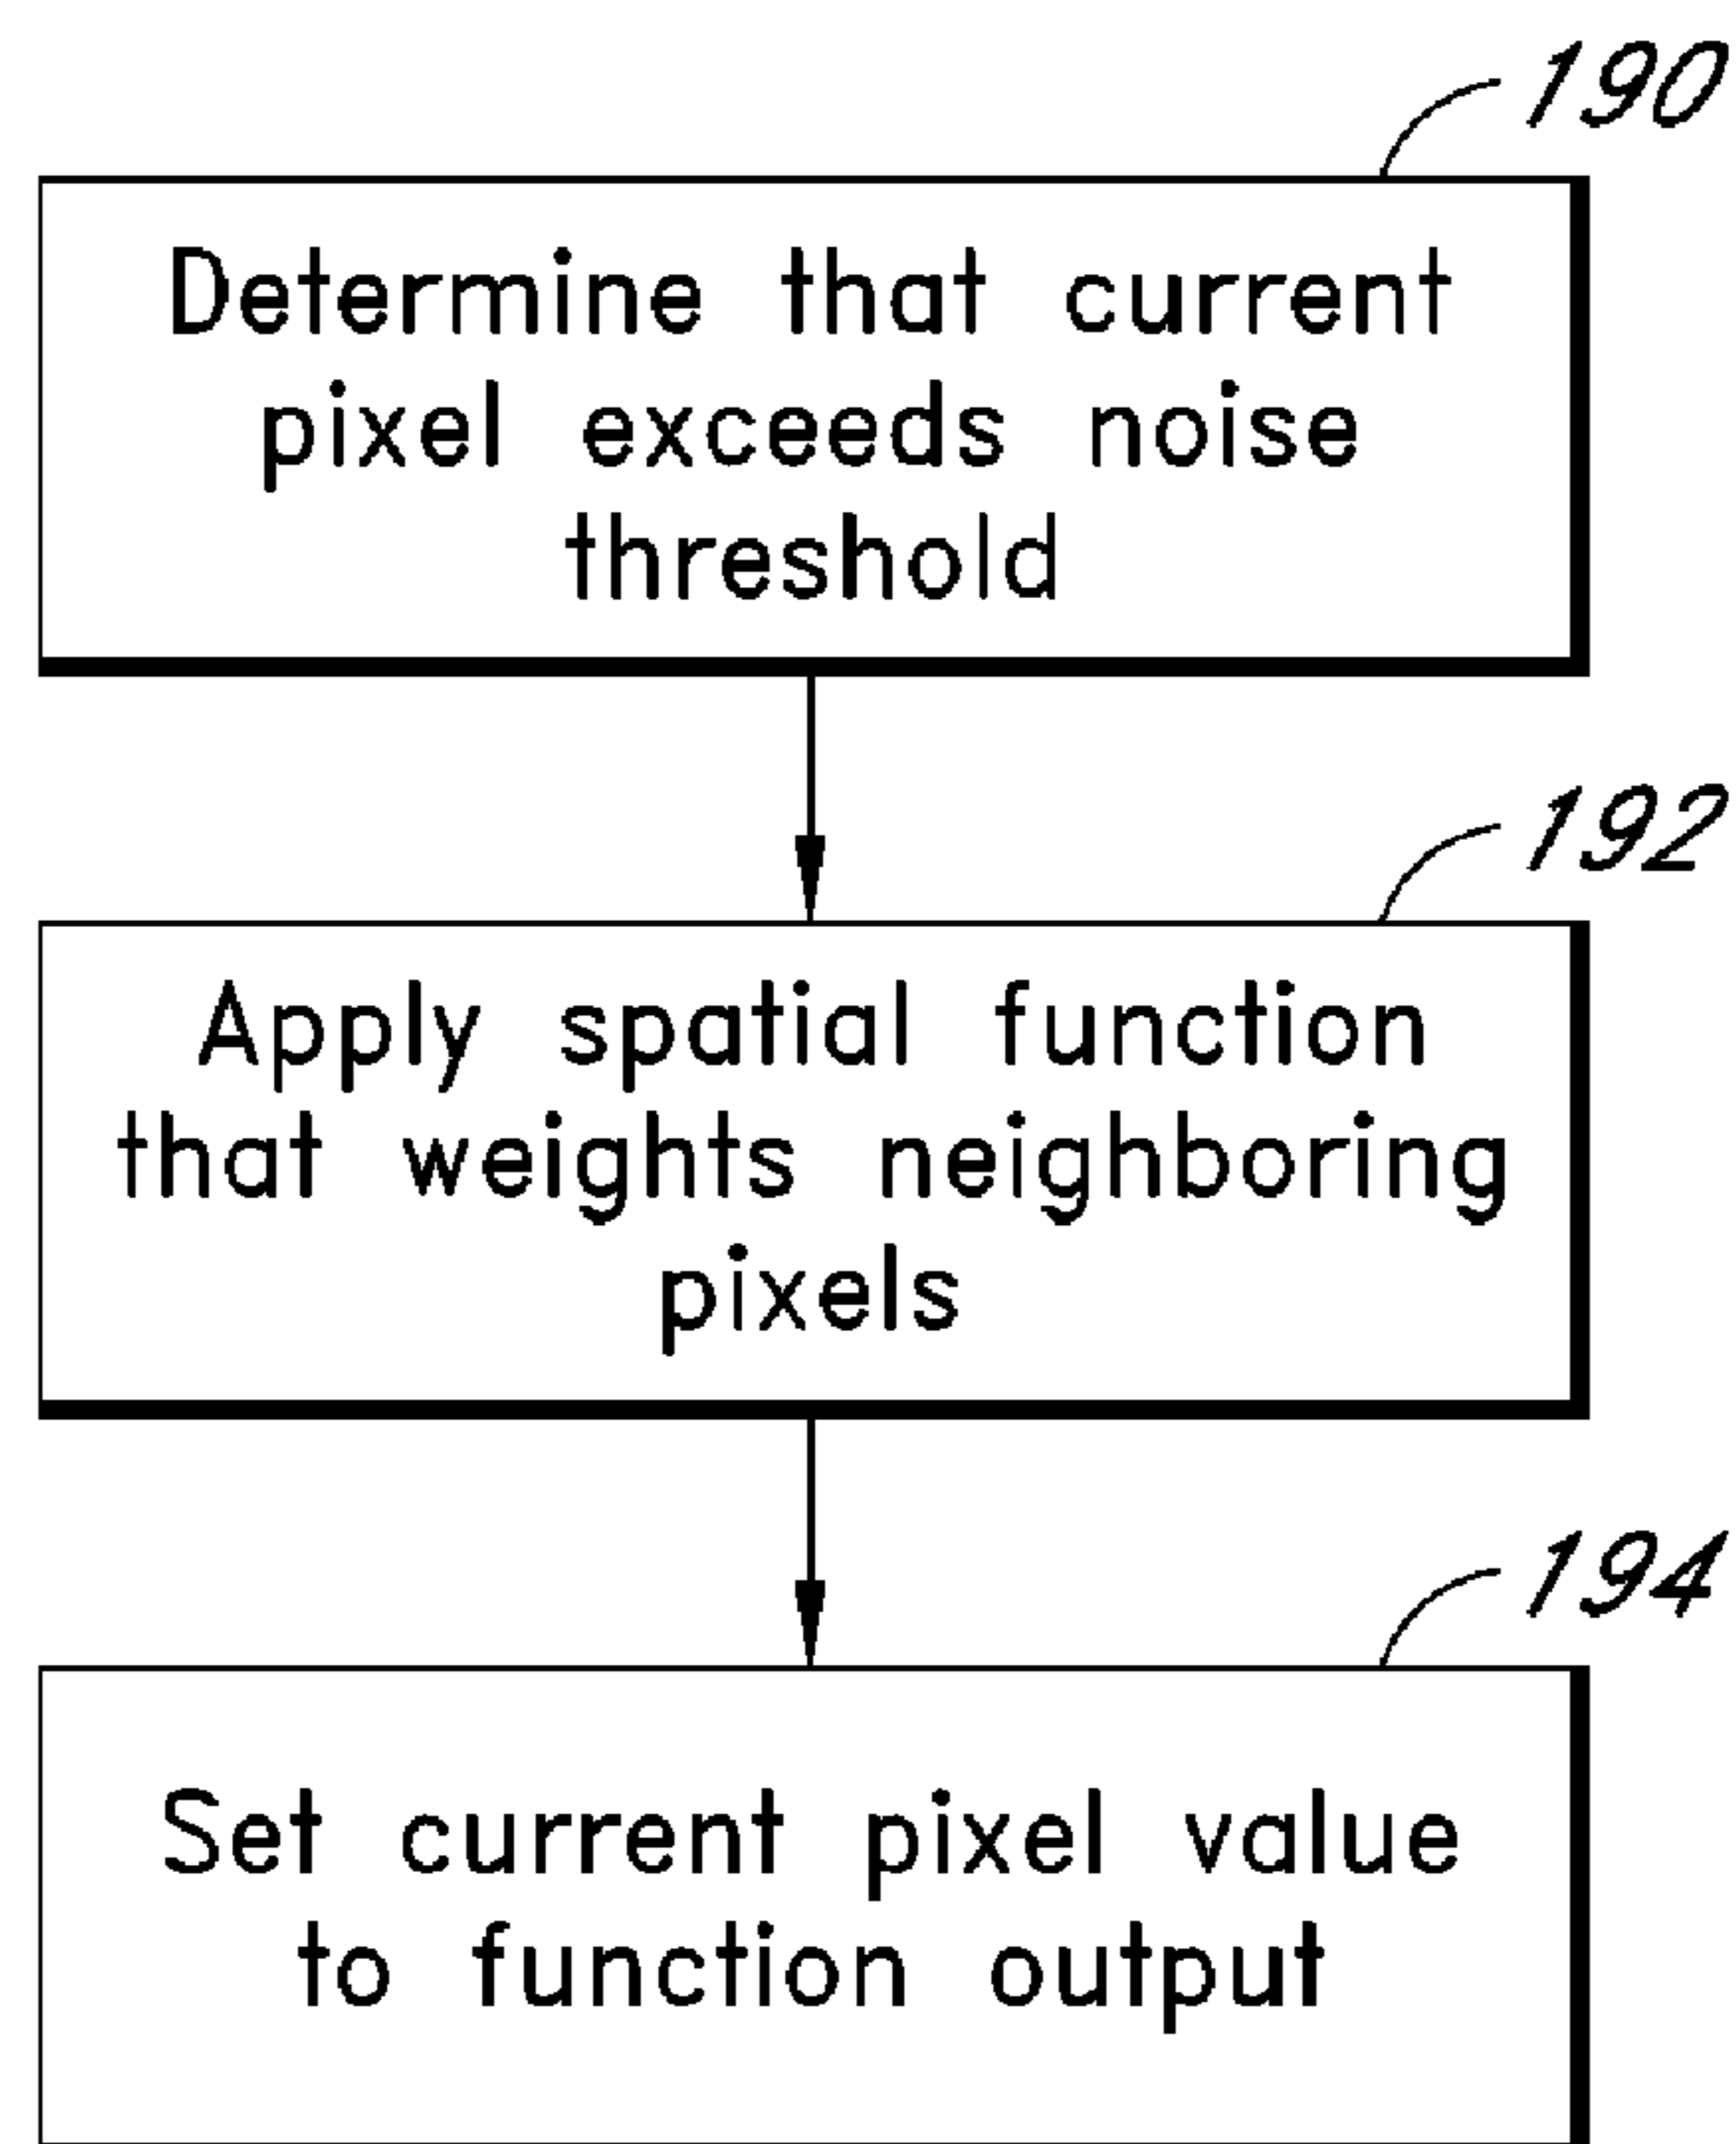 190
Determine that current
pixel exceeds noise
threshold
192
Apply spatial function
that weights neighboring
pixels
194
Set current pixel value
to function output